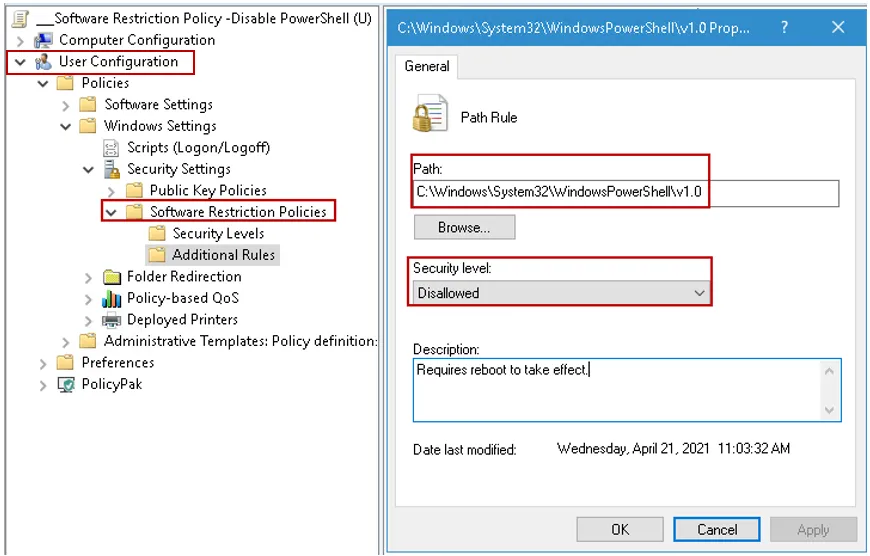 __Software Restriction Policy -Disable PowerShell (U)
Computer Configuration
User Configuration
Policies
Software Settings
Windows Settings
Scripts (Logon/Logoff)
Security Settings
Public Key Policies
Software Restriction Policies
Security Levels
Additional Rules
Folder Redirection
Policy-based QoS
Deployed Printers
Administrative Templates: Policy definition:
Preferences
PolicyPak
C:\Windows\System32\WindowsPowerShell\v1.0 Prop...
General
Path Rule
Path:
C:\Windows\System32\WindowsPowerShell\v1.0
Browse...
Security level:
Disallowed
Description:
Requires reboot to take effect.
Date last modified: Wednesday, April 21, 2021 11:03:32 AM
OK Cancel Apply